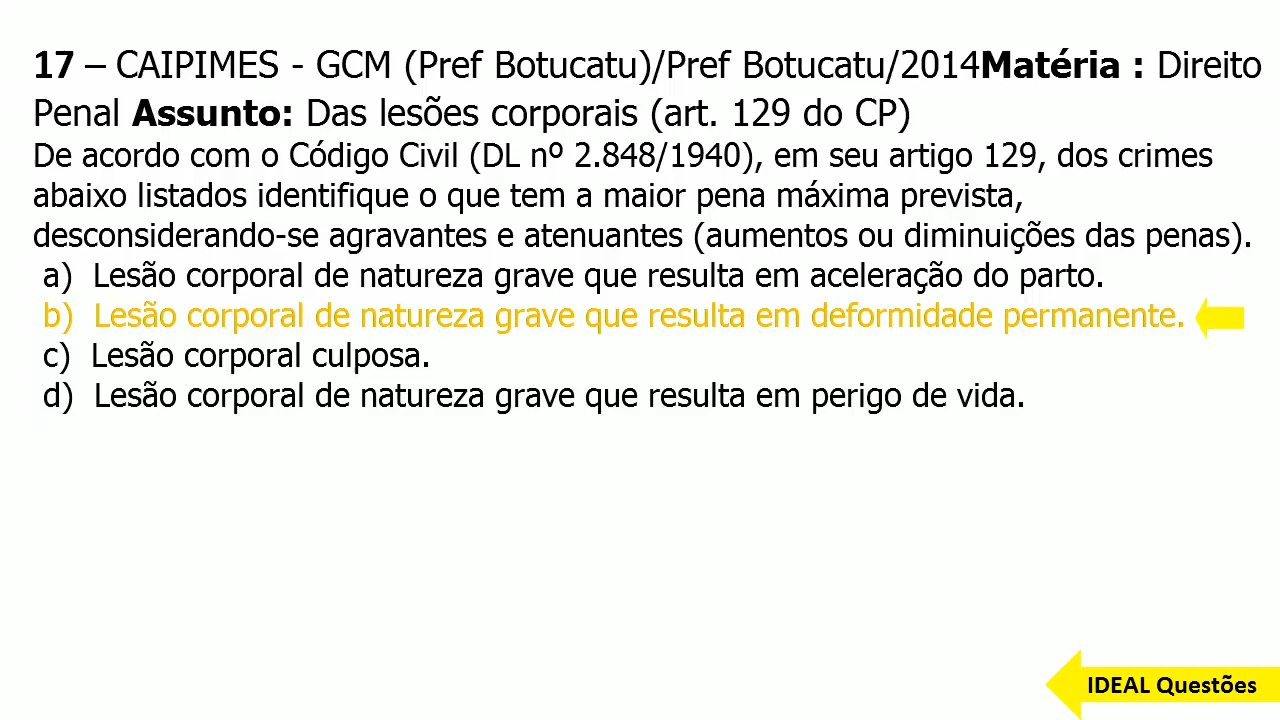 17 – CAIPIMES - GCM (Pref Botucatu)/Pref Botucatu/2014Matéria : Direito
Penal Assunto: Das lesões corporais (art. 129 do CP)
De acordo com o Código Civil (DL nº 2.848/1940), em seu artigo 129, dos crimes
abaixo listados identifique o que tem a maior pena máxima prevista,
desconsiderando-se agravantes e atenuantes (aumentos ou diminuições das penas).
a) Lesão corporal de natureza grave que resulta em aceleração do parto.
b) Lesão corporal de natureza grave que resulta em deformidade permanente.
c) Lesão corporal culposa.
d) Lesão corporal de natureza grave que resulta em perigo de vida.
IDEAL Questões